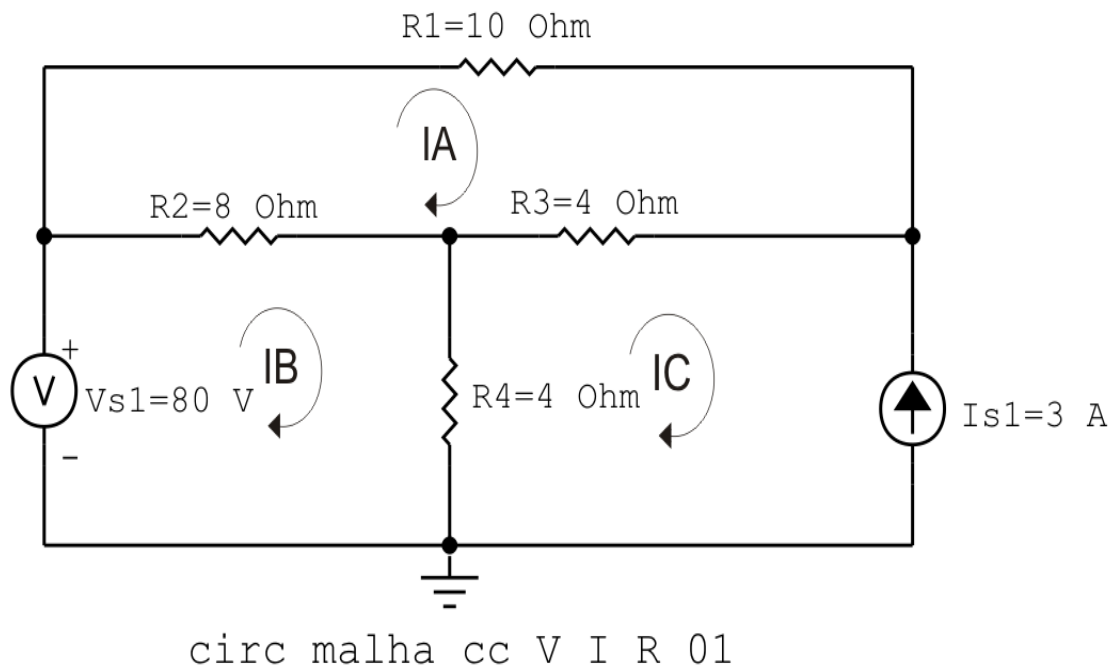 R1=10 Ohm
IA
R2=8 Ohm
R3=4 Ohm
+
V
Vs1=80 V
-
IB
R4=4 Ohm
IC
Is1=3 A
circ malha cc V I R 01